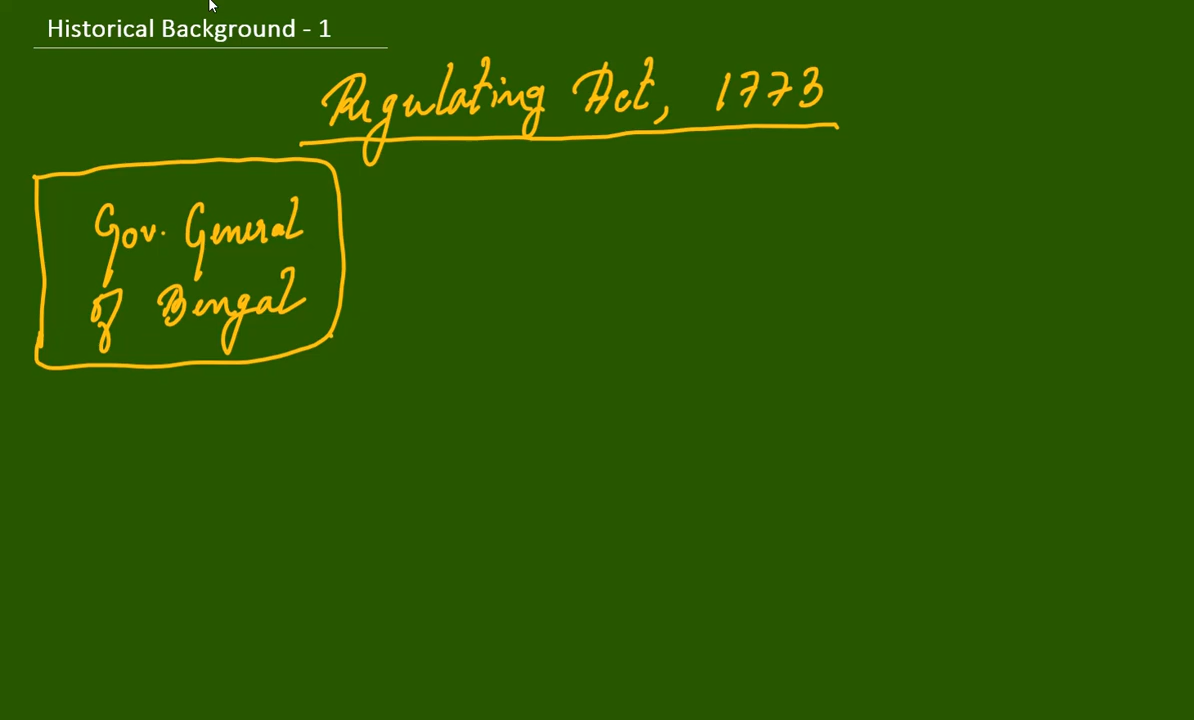 Historical Background - 1
Regulating Act, 1773
Gov. General
of Bengal